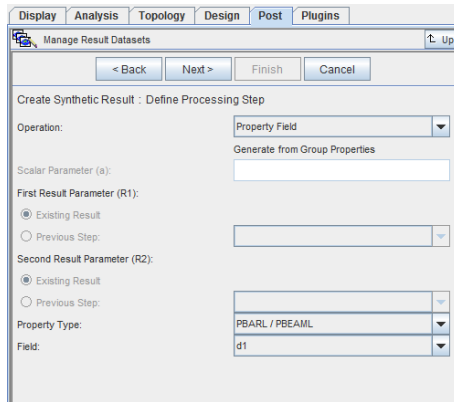 Display Analysis Topology Design Post Plugins
Manage Result Datasets Up
< Back Next > Finish Cancel
Create Synthetic Result : Define Processing Step
Operation: Property Field
Generate from Group Properties
Scalar Parameter (a):
First Result Parameter (R1):
Existing Result
Previous Step:
Second Result Parameter (R2):
Existing Result
Previous Step:
Property Type: PBARL / PBEAML
Field: d1